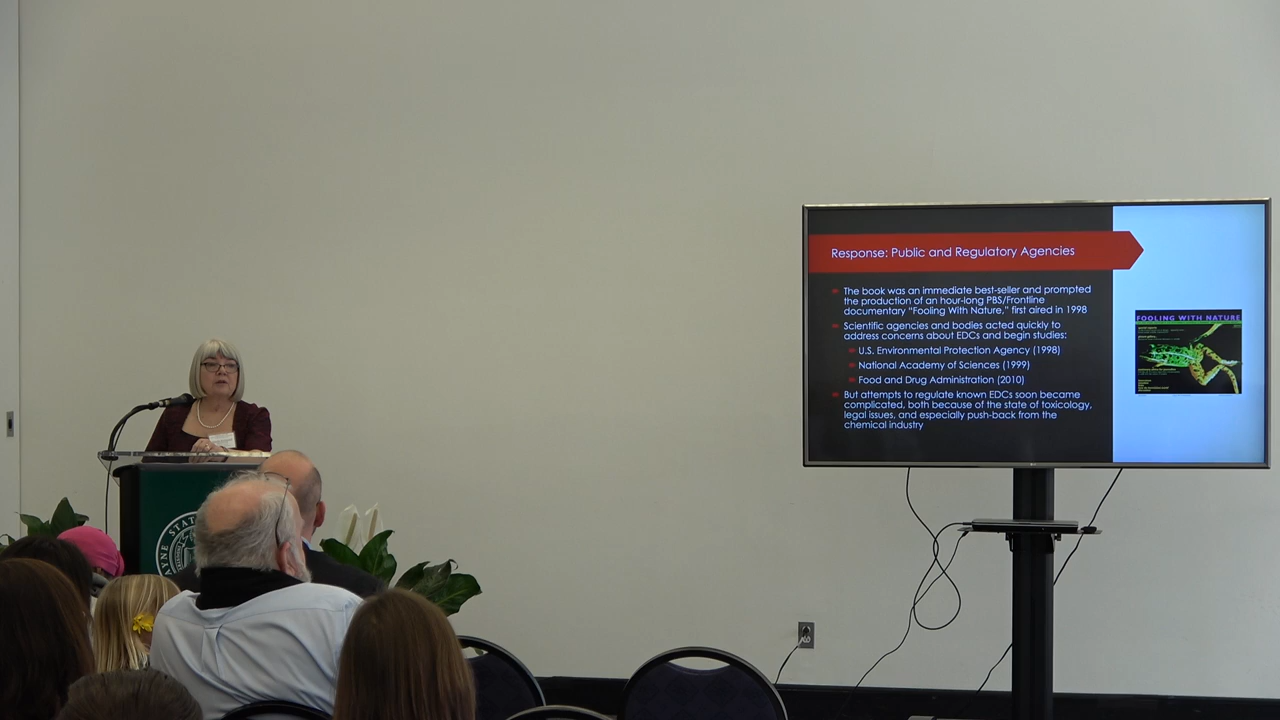 Response: Public and Regulatory Agencies
The book was an immediate best-seller and prompted
the production of an hour-long PBS/Frontline
documentary “Fooling With Nature,” first aired in 1998
Scientific agencies and bodies acted quickly to
address concerns about EDCs and begin studies:
U.S. Environmental Protection Agency (1998)
National Academy of Sciences (1999)
Food and Drug Administration (2010)
But attempts to regulate known EDCs soon became
complicated, both because of the state of toxicology,
legal issues, and especially push-back from the
chemical industry
FOOLING WITH NATURE